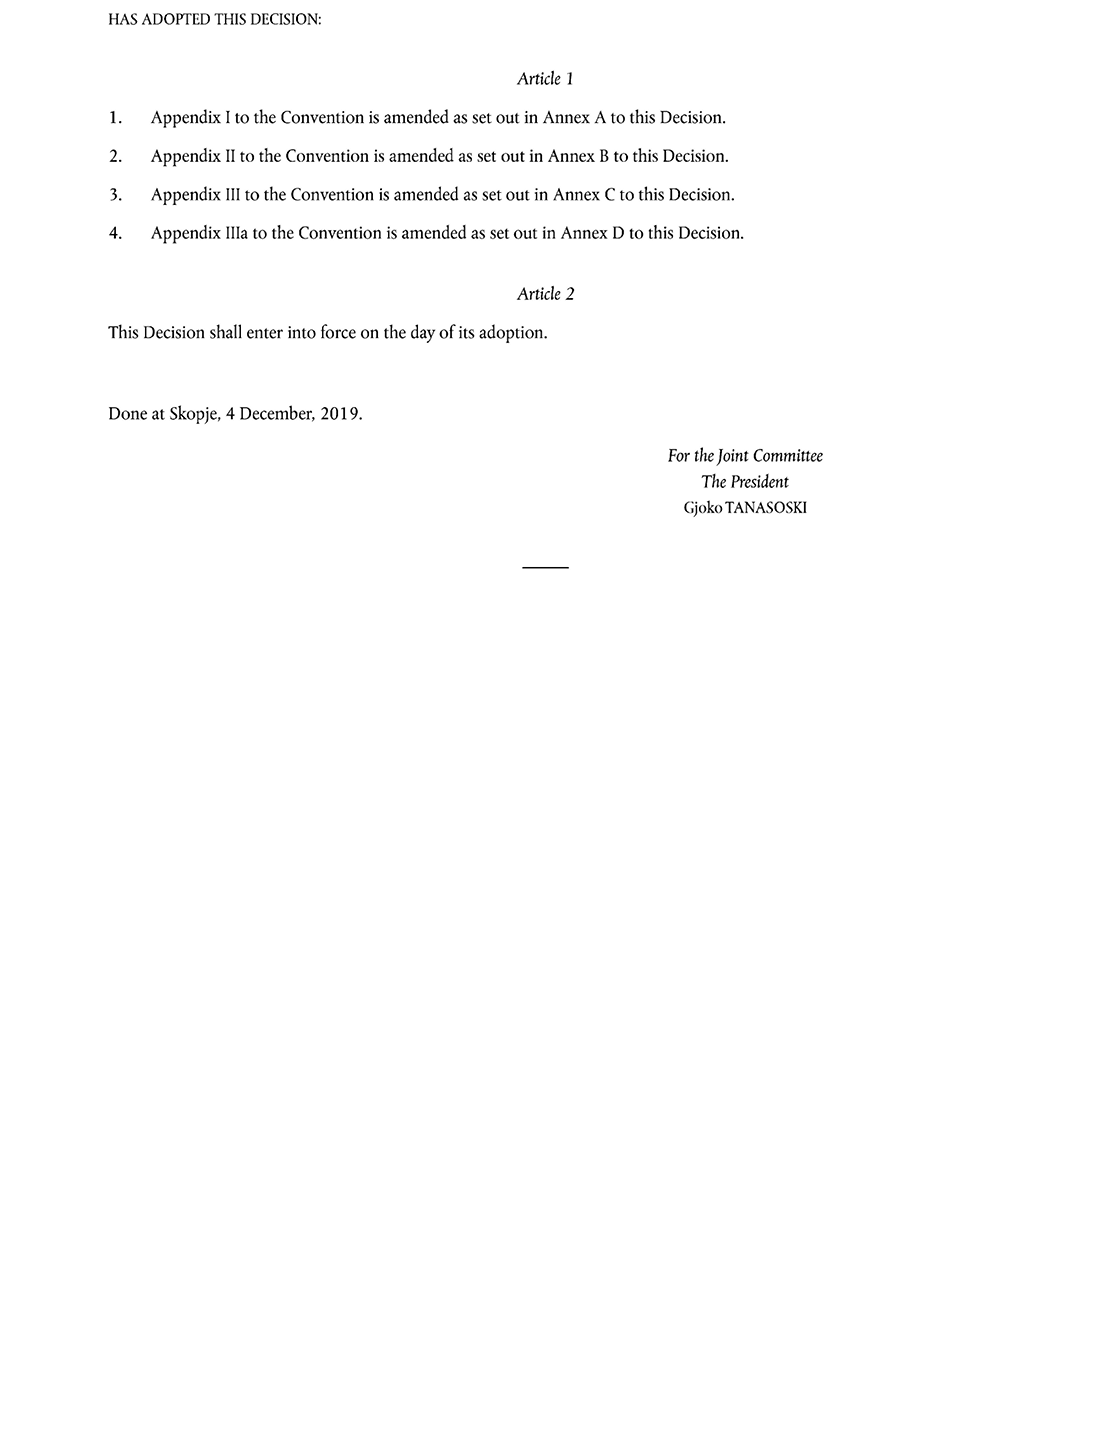 HAS ADOPTED THIS DECISION:
Article 1
1. Appendix I to the Convention is amended as set out in Annex A to this Decision.
2. Appendix II to the Convention is amended as set out in Annex B to this Decision.
3. Appendix III to the Convention is amended as set out in Annex C to this Decision.
4. Appendix IIIa to the Convention is amended as set out in Annex D to this Decision.
Article 2
This Decision shall enter into force on the day of its adoption.
Done at Skopje, 4 December, 2019.
For the Joint Committee
The President
Gjoko TANASOSKI